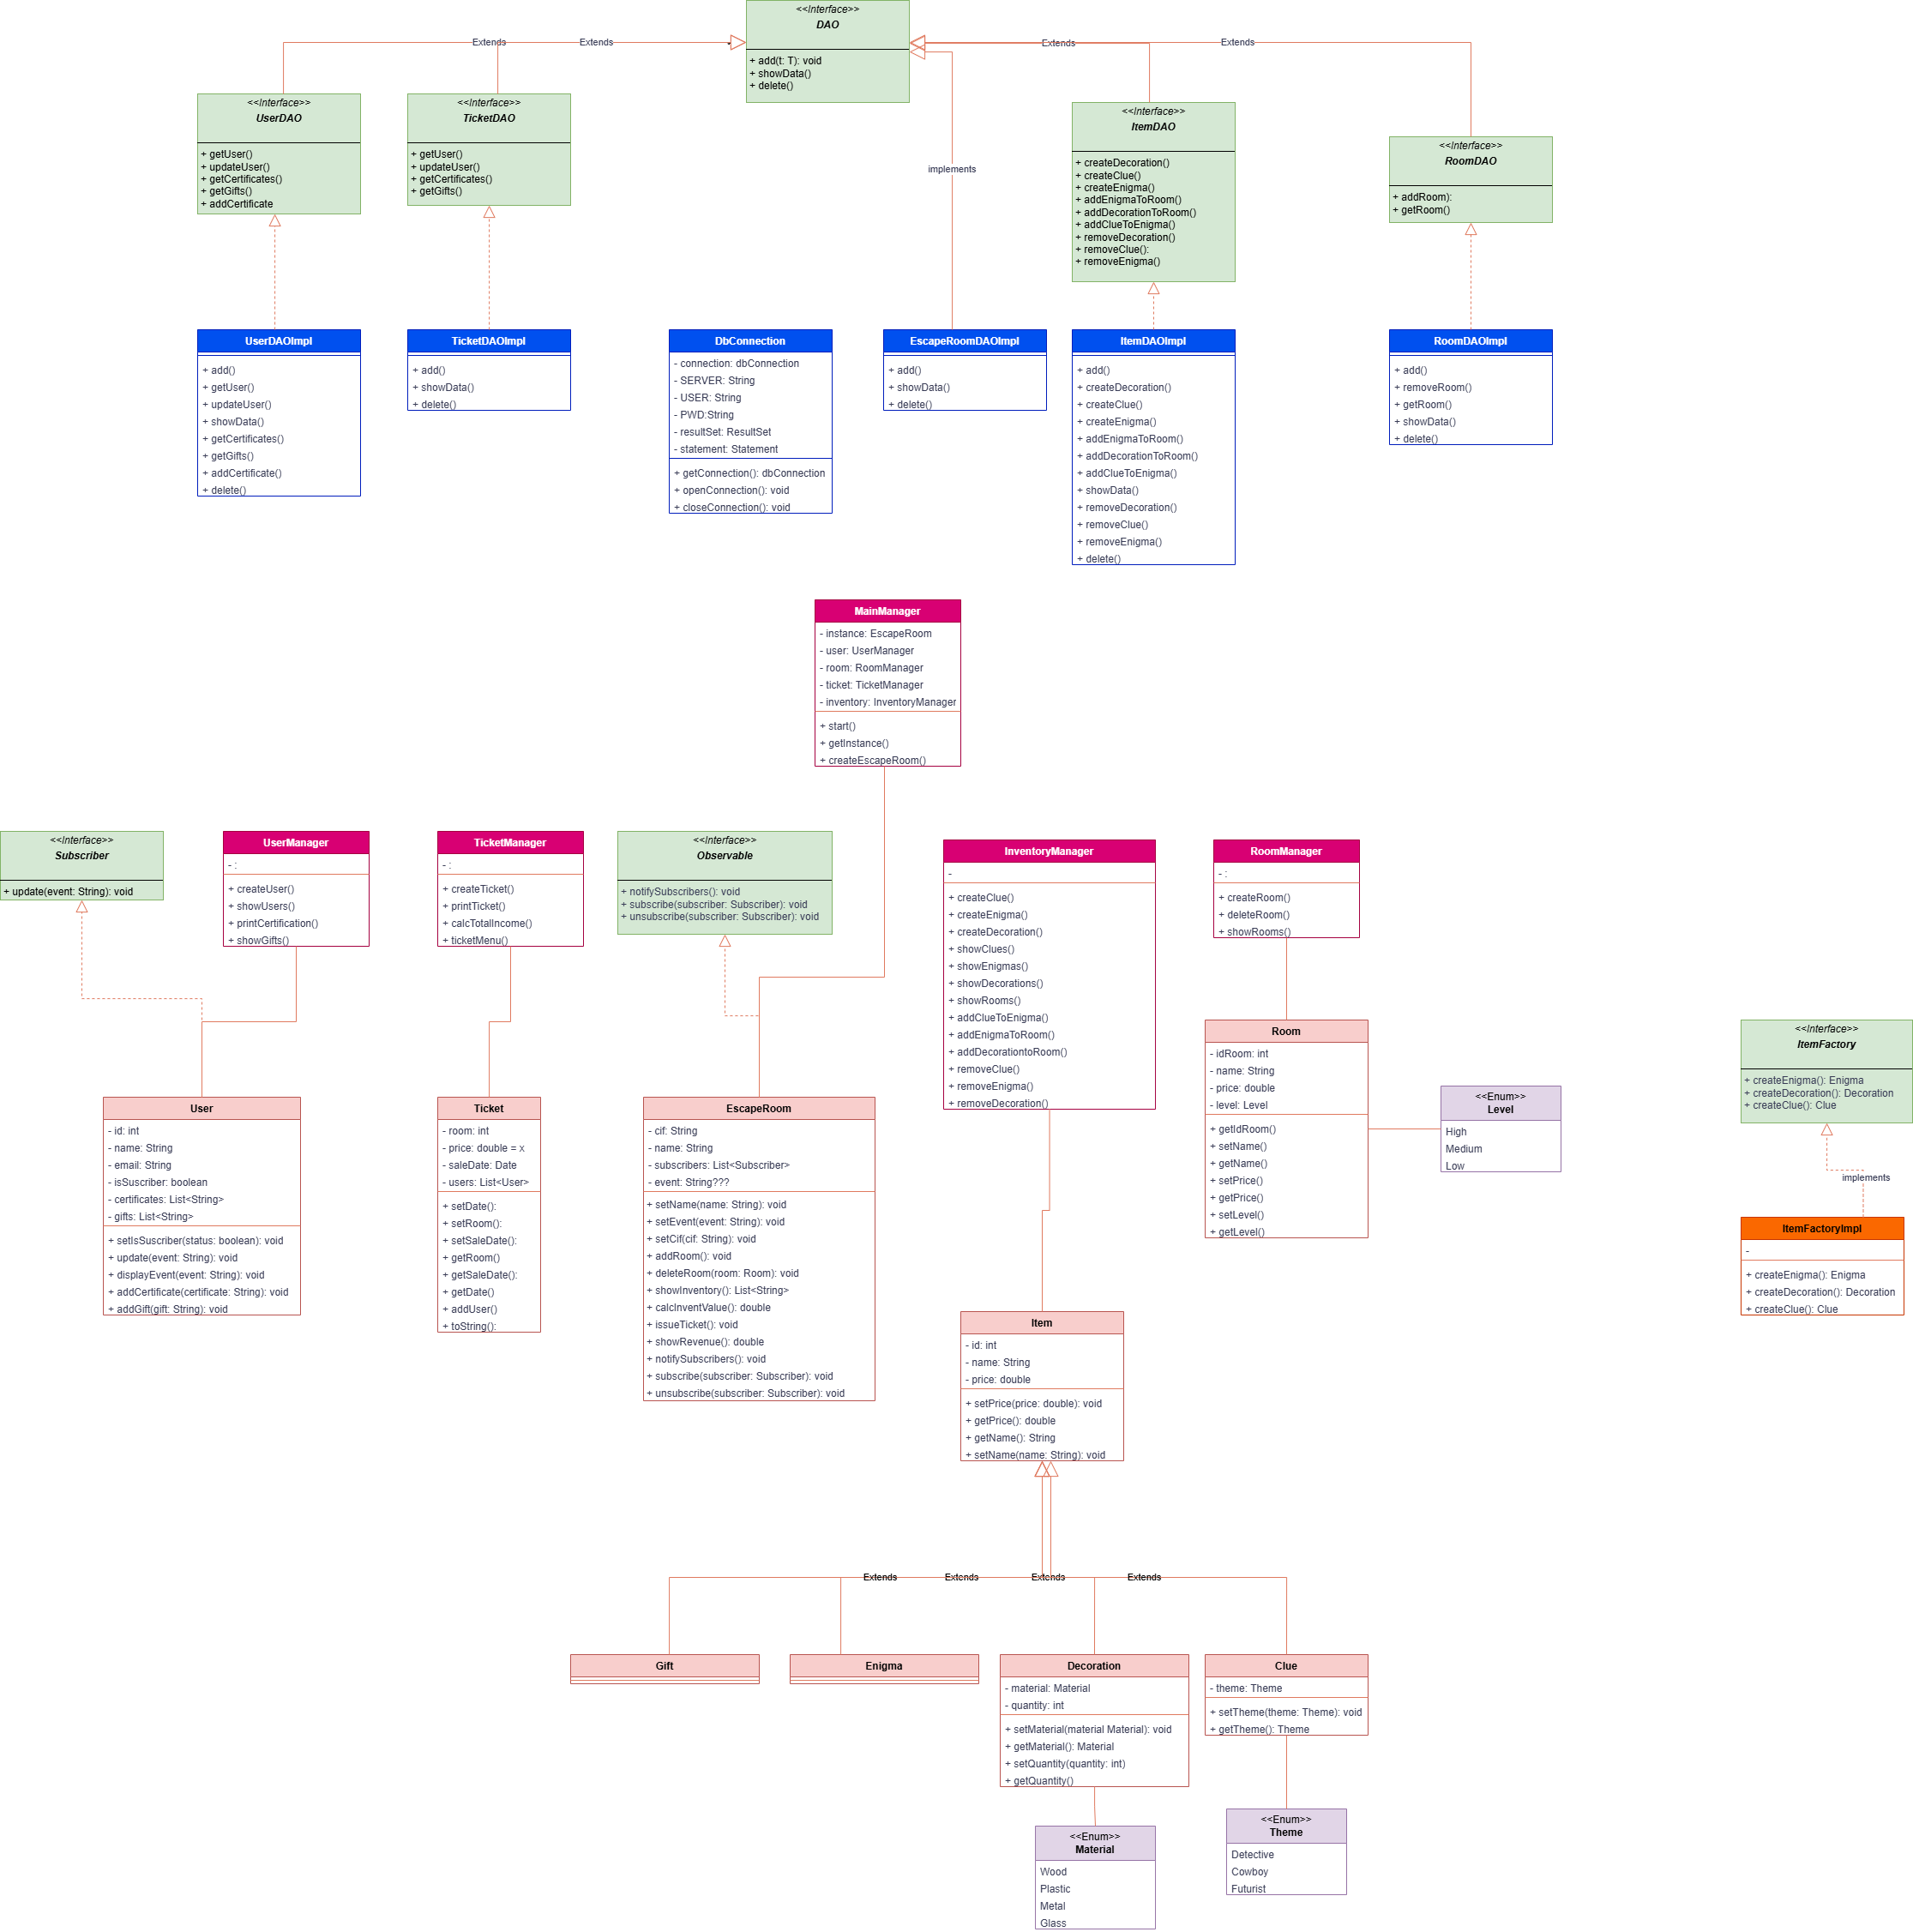 <<Interface>>
DAO
+ add(t: T): void
+ showData()
+ delete()
Extends
Extends
Extends
Extends
<<Interface>>
UserDAO
+ getUser()
+ updateUser()
+ getCertificates()
+ getGifts()
+ addCertificate
<<Interface>>
TicketDAO
+ getUser()
+ updateUser()
+ getCertificates()
+ getGifts()
<<Interface>>
ItemDAO
+ createDecoration()
+ createClue()
+ createEnigma()
+ addEnigmaToRoom()
+ addDecorationToRoom()
+ addClueToEnigma()
+ removeDecoration()
+ removeClue():
+ removeEnigma()
<<Interface>>
RoomDAO
+ addRoom):
+ getRoom()
implements
UserDAOImpl
+ add()
+ getUser()
+ updateUser()
+ showData()
+ getCertificates()
+ getGifts()
+ addCertificate()
+ delete()
TicketDAOImpl
+ add()
+ showData()
+ delete()
DbConnection
- connection: dbConnection
- SERVER: String
- USER: String
- PWD:String
- resultSet: ResultSet
- statement: Statement
+ getConnection(): dbConnection
+ openConnection(): void
+ closeConnection(): void
EscapeRoomDAOImpl
+ add()
+ showData()
+ delete()
ItemDAOImpl
+ add()
+ createDecoration()
+ createClue()
+ createEnigma()
+ addEnigmaToRoom()
+ addDecorationToRoom()
+ addClueToEnigma()
+ showData()
+ removeDecoration()
+ removeClue()
+ removeEnigma()
+ delete()
RoomDAOImpl
+ add()
+ removeRoom()
+ getRoom()
+ showData()
+ delete()
MainManager
- instance: EscapeRoom
- user: UserManager
- room: RoomManager
- ticket: TicketManager
- inventory: InventoryManager
+ start()
+ getInstance()
+ createEscapeRoom()
<<Interface>>
Subscriber
+ update(event: String): void
UserManager
- :
+ createUser()
+ showUsers()
+ printCertification()
+ showGifts()
TicketManager
- :
+ createTicket()
+ printTicket()
+ calcTotalIncome()
+ ticketMenu()
<<Interface>>
Observable
+ notifySubscribers(): void
+ subscribe(subscriber: Subscriber): void
+ unsubscribe(subscriber: Subscriber): void
InventoryManager
-
+ createClue()
+ createEnigma()
+ createDecoration()
+ showClues()
+ showEnigmas()
+ showDecorations()
+ showRooms()
+ addClueToEnigma()
+ addEnigmaToRoom()
+ addDecorationtoRoom()
+ removeClue()
+ removeEnigma()
+ removeDecoration()
RoomManager
- :
+ createRoom()
+ deleteRoom()
+ showRooms()
Room
- idRoom: int
- name: String
- price: double
- level: Level
+ getIdRoom()
+ setName()
+ getName()
+ setPrice()
+ getPrice()
+ setLevel()
+ getLevel()
<<Enum>>
Level
High
Medium
Low
<<Interface>>
ItemFactory
+ createEnigma(): Enigma
+ createDecoration(): Decoration
+ createClue(): Clue
implements
ItemFactoryImpl
-
+ createEnigma(): Enigma
+ createDecoration(): Decoration
+ createClue(): Clue
User
- id: int
- name: String
- email: String
- isSuscriber: boolean
- certificates: List<String>
- gifts: List<String>
+ setIsSuscriber(status: boolean): void
+ update(event: String): void
+ displayEvent(event: String): void
+ addCertificate(certificate: String): void
+ addGift(gift: String): void
Ticket
- room: int
- price: double = x
- saleDate: Date
- users: List<User>
+ setDate():
+ setRoom():
+ setSaleDate():
+ getRoom()
+ getSaleDate():
+ getDate()
+ addUser()
+ toString():
EscapeRoom
- cif: String
- name: String
- subscribers: List<Subscriber>
- event: String???
+ setName(name: String): void
+ setEvent(event: String): void
+ setCif(cif: String): void
+ addRoom(): void
+ deleteRoom(room: Room): void
+ showInventory(): List<String>
+ calcInventValue(): double
+ issueTicket(): void
+ showRevenue(): double
+ notifySubscribers(): void
+ subscribe(subscriber: Subscriber): void
+ unsubscribe(subscriber: Subscriber): void
Item
- id: int
- name: String
- price: double
+ setPrice(price: double): void
+ getPrice(): double
+ getName(): String
+ setName(name: String): void
Extends
Extends
Extends
Extends
Gift
Enigma
Decoration
- material: Material
- quantity: int
+ setMaterial(material Material): void
+ getMaterial(): Material
+ setQuantity(quantity: int)
+ getQuantity()
Clue
- theme: Theme
+ setTheme(theme: Theme): void
+ getTheme(): Theme
<<Enum>>
Material
Wood
Plastic
Metal
Glass
<<Enum>>
Theme
Detective
Cowboy
Futurist